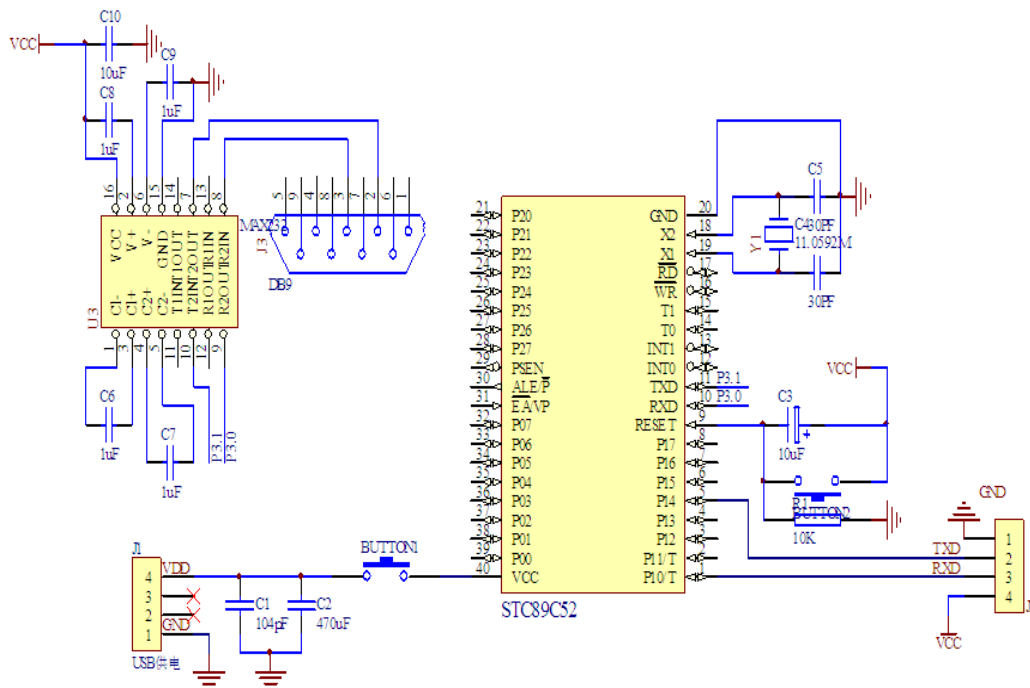 C10
VCC
10uF
C9
1uF
C8
1uF
16 2 6 15 14 7 13 8
5 9 4 8 3 7 2 6 1
MAX232
VCC V+ V- GND T1OUT T2OUT R1IN R2IN
C1- C1+ C2+ C2- T1IN T2IN R1OUT R2OUT
U3
J3
DB9
1 3 4 5 11 10 12 9
C6
1uF
C7
1uF
P3.1
P3.0
21 P20
22 P21
23 P22
24 P23
25 P24
26 P25
27 P26
28 P27
29 PSEN
30 ALE/P
31 EA/VP
32 P07
33 P06
34 P05
35 P04
36 P03
37 P02
38 P01
39 P00
40 VCC
GND 20
X2 18
X1 19
RD 17
WR 16
T1 15
T0 14
INT1 13
INT0 12
TXD 11 P3.1
RXD 10 P3.0
RESET 9
P17 8
P16 7
P15 6
P14 5
P13 4
P12 3
P11/T 2
P10/T 1
STC89C52
C5
C4 30PF
Y1
11.0592M
30PF
VCC
C3
+
10uF
R1
BUTTON2
10K
GND
1
TXD 2
RXD 3
4
J
VCC
J1
4 VDD
3
2
1 GND
USB供电
C1
104pF
C2
470uF
BUTTON1